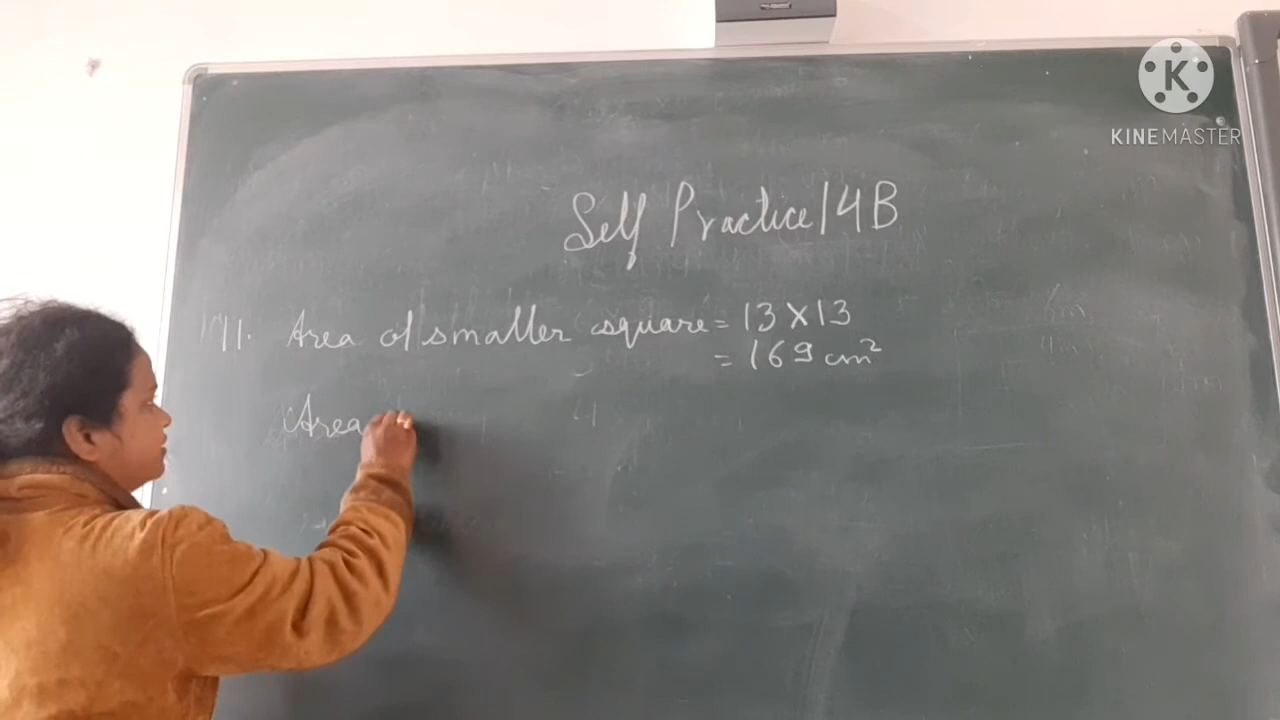 KINEMASTER
Self Practice 14B
11. Area of smaller square = 13 × 13
= 169 cm²
Area